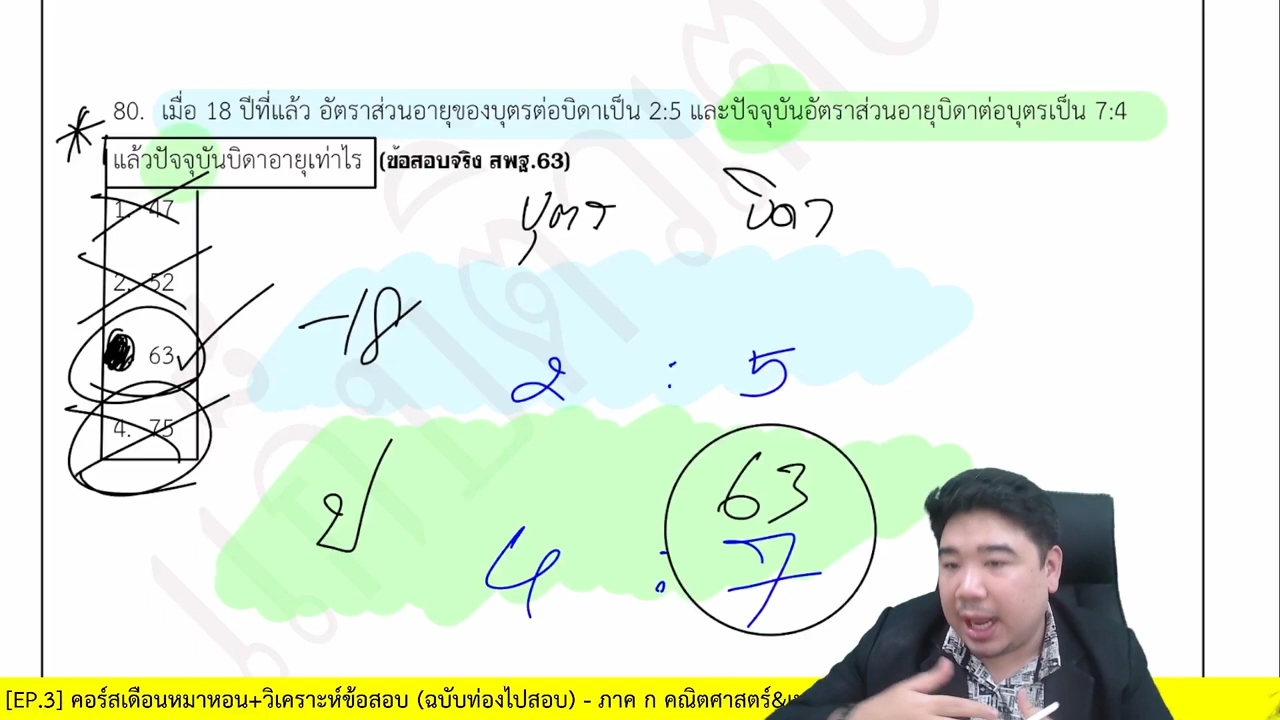 80. เมื่อ 18 ปีที่แล้ว อัตราส่วนอายุของบุตรต่อบิดาเป็น 2:5 และปัจจุบันอัตราส่วนอายุบิดาต่อบุตรเป็น 7:4
แล้วปัจจุบันบิดาอายุเท่าไร (ข้อสอบจริง สพฐ.63)
1. 47
2. 52
63
4. 75
บุตร บิดา
-18
2 : 5
ป
63
4 : 7
[EP.3] คอร์สเดือนหมาหอน+วิเคราะห์ข้อสอบ (ฉบับท่องไปสอบ) - ภาค ก คณิตศาสตร์&